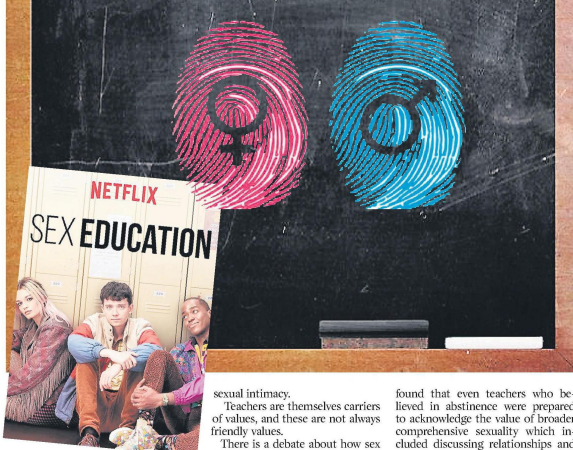 NETFLIX
SEX EDUCATION
sexual intimacy.
Teachers are themselves carriers
of values, and these are not always
friendly values.
There is a debate about how sex
found that even teachers who be-
lieved in abstinence were prepared
to acknowledge the value of broader
comprehensive sexuality which in-
cluded discussing relationships and